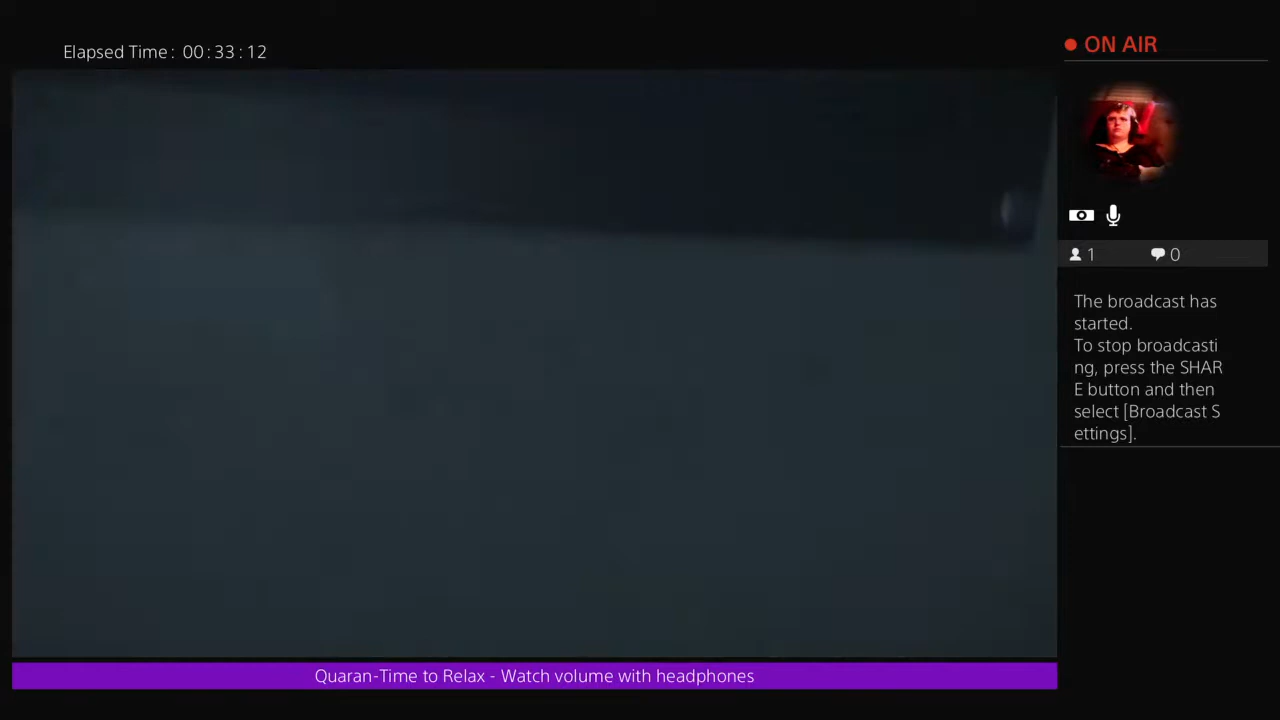 Elapsed Time: 00:33:12
ON AIR
1 0
The broadcast has
started.
To stop broadcasti
ng, press the SHAR
E button and then
select [Broadcast S
ettings].
Quaran-Time to Relax - Watch volume with headphones